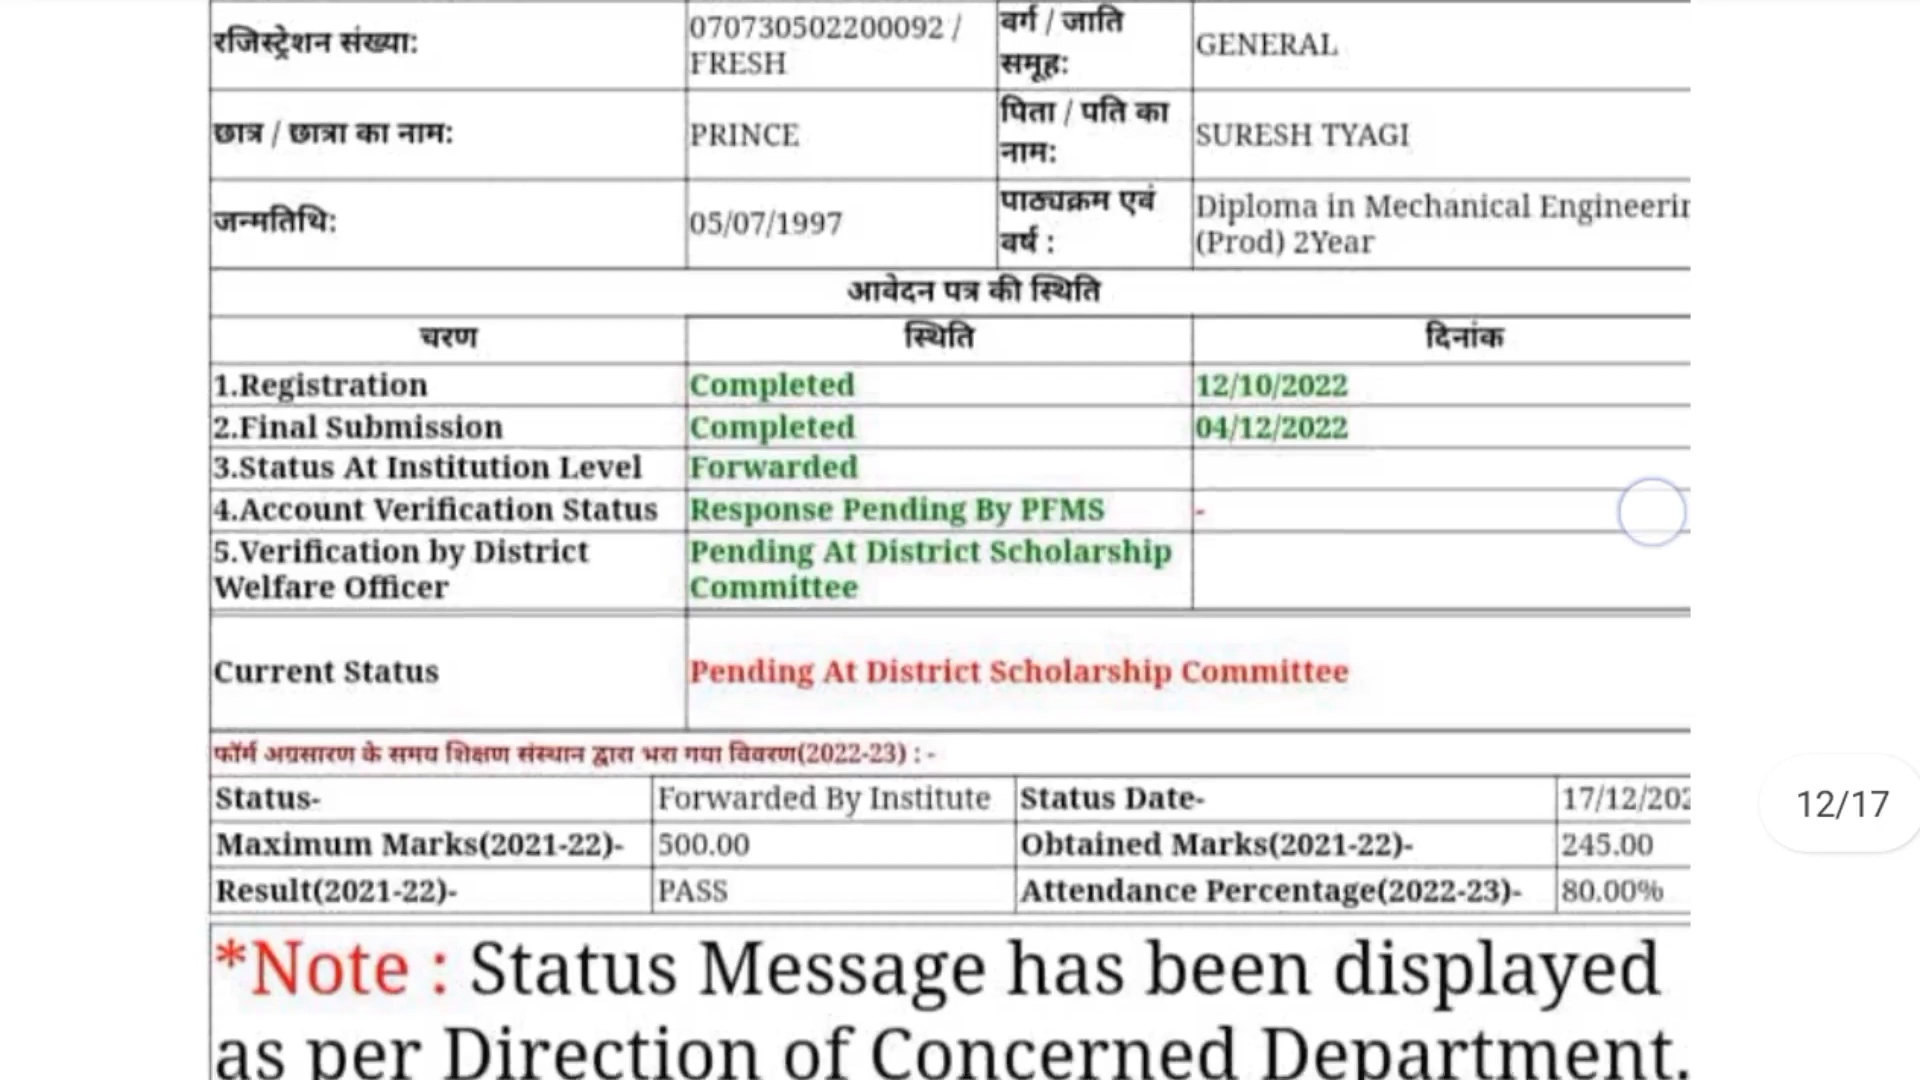 रजिस्ट्रेशन संख्या:
070730502200092 /
FRESH
वर्ग / जाति
समूह:
GENERAL
छात्र / छात्रा का नाम:
PRINCE
पिता / पति का
नाम:
SURESH TYAGI
जन्मतिथि:
05/07/1997
पाठ्यक्रम एवं
वर्ष :
Diploma in Mechanical Engineerin
(Prod) 2Year
आवेदन पत्र की स्थिति
चरण स्थिति दिनांक
1.Registration Completed 12/10/2022
2.Final Submission Completed 04/12/2022
3.Status At Institution Level Forwarded
4.Account Verification Status Response Pending By PFMS -
5.Verification by District
Welfare Officer
Pending At District Scholarship
Committee
Current Status Pending At District Scholarship Committee
फॉर्म अग्रसारण के समय शिक्षण संस्थान द्वारा भरा गया विवरण(2022-23) : -
Status- Forwarded By Institute Status Date- 17/12/202
Maximum Marks(2021-22)- 500.00 Obtained Marks(2021-22)- 245.00
Result(2021-22)- PASS Attendance Percentage(2022-23)- 80.00%
12/17
*Note : Status Message has been displayed
as per Direction of Concerned Department.